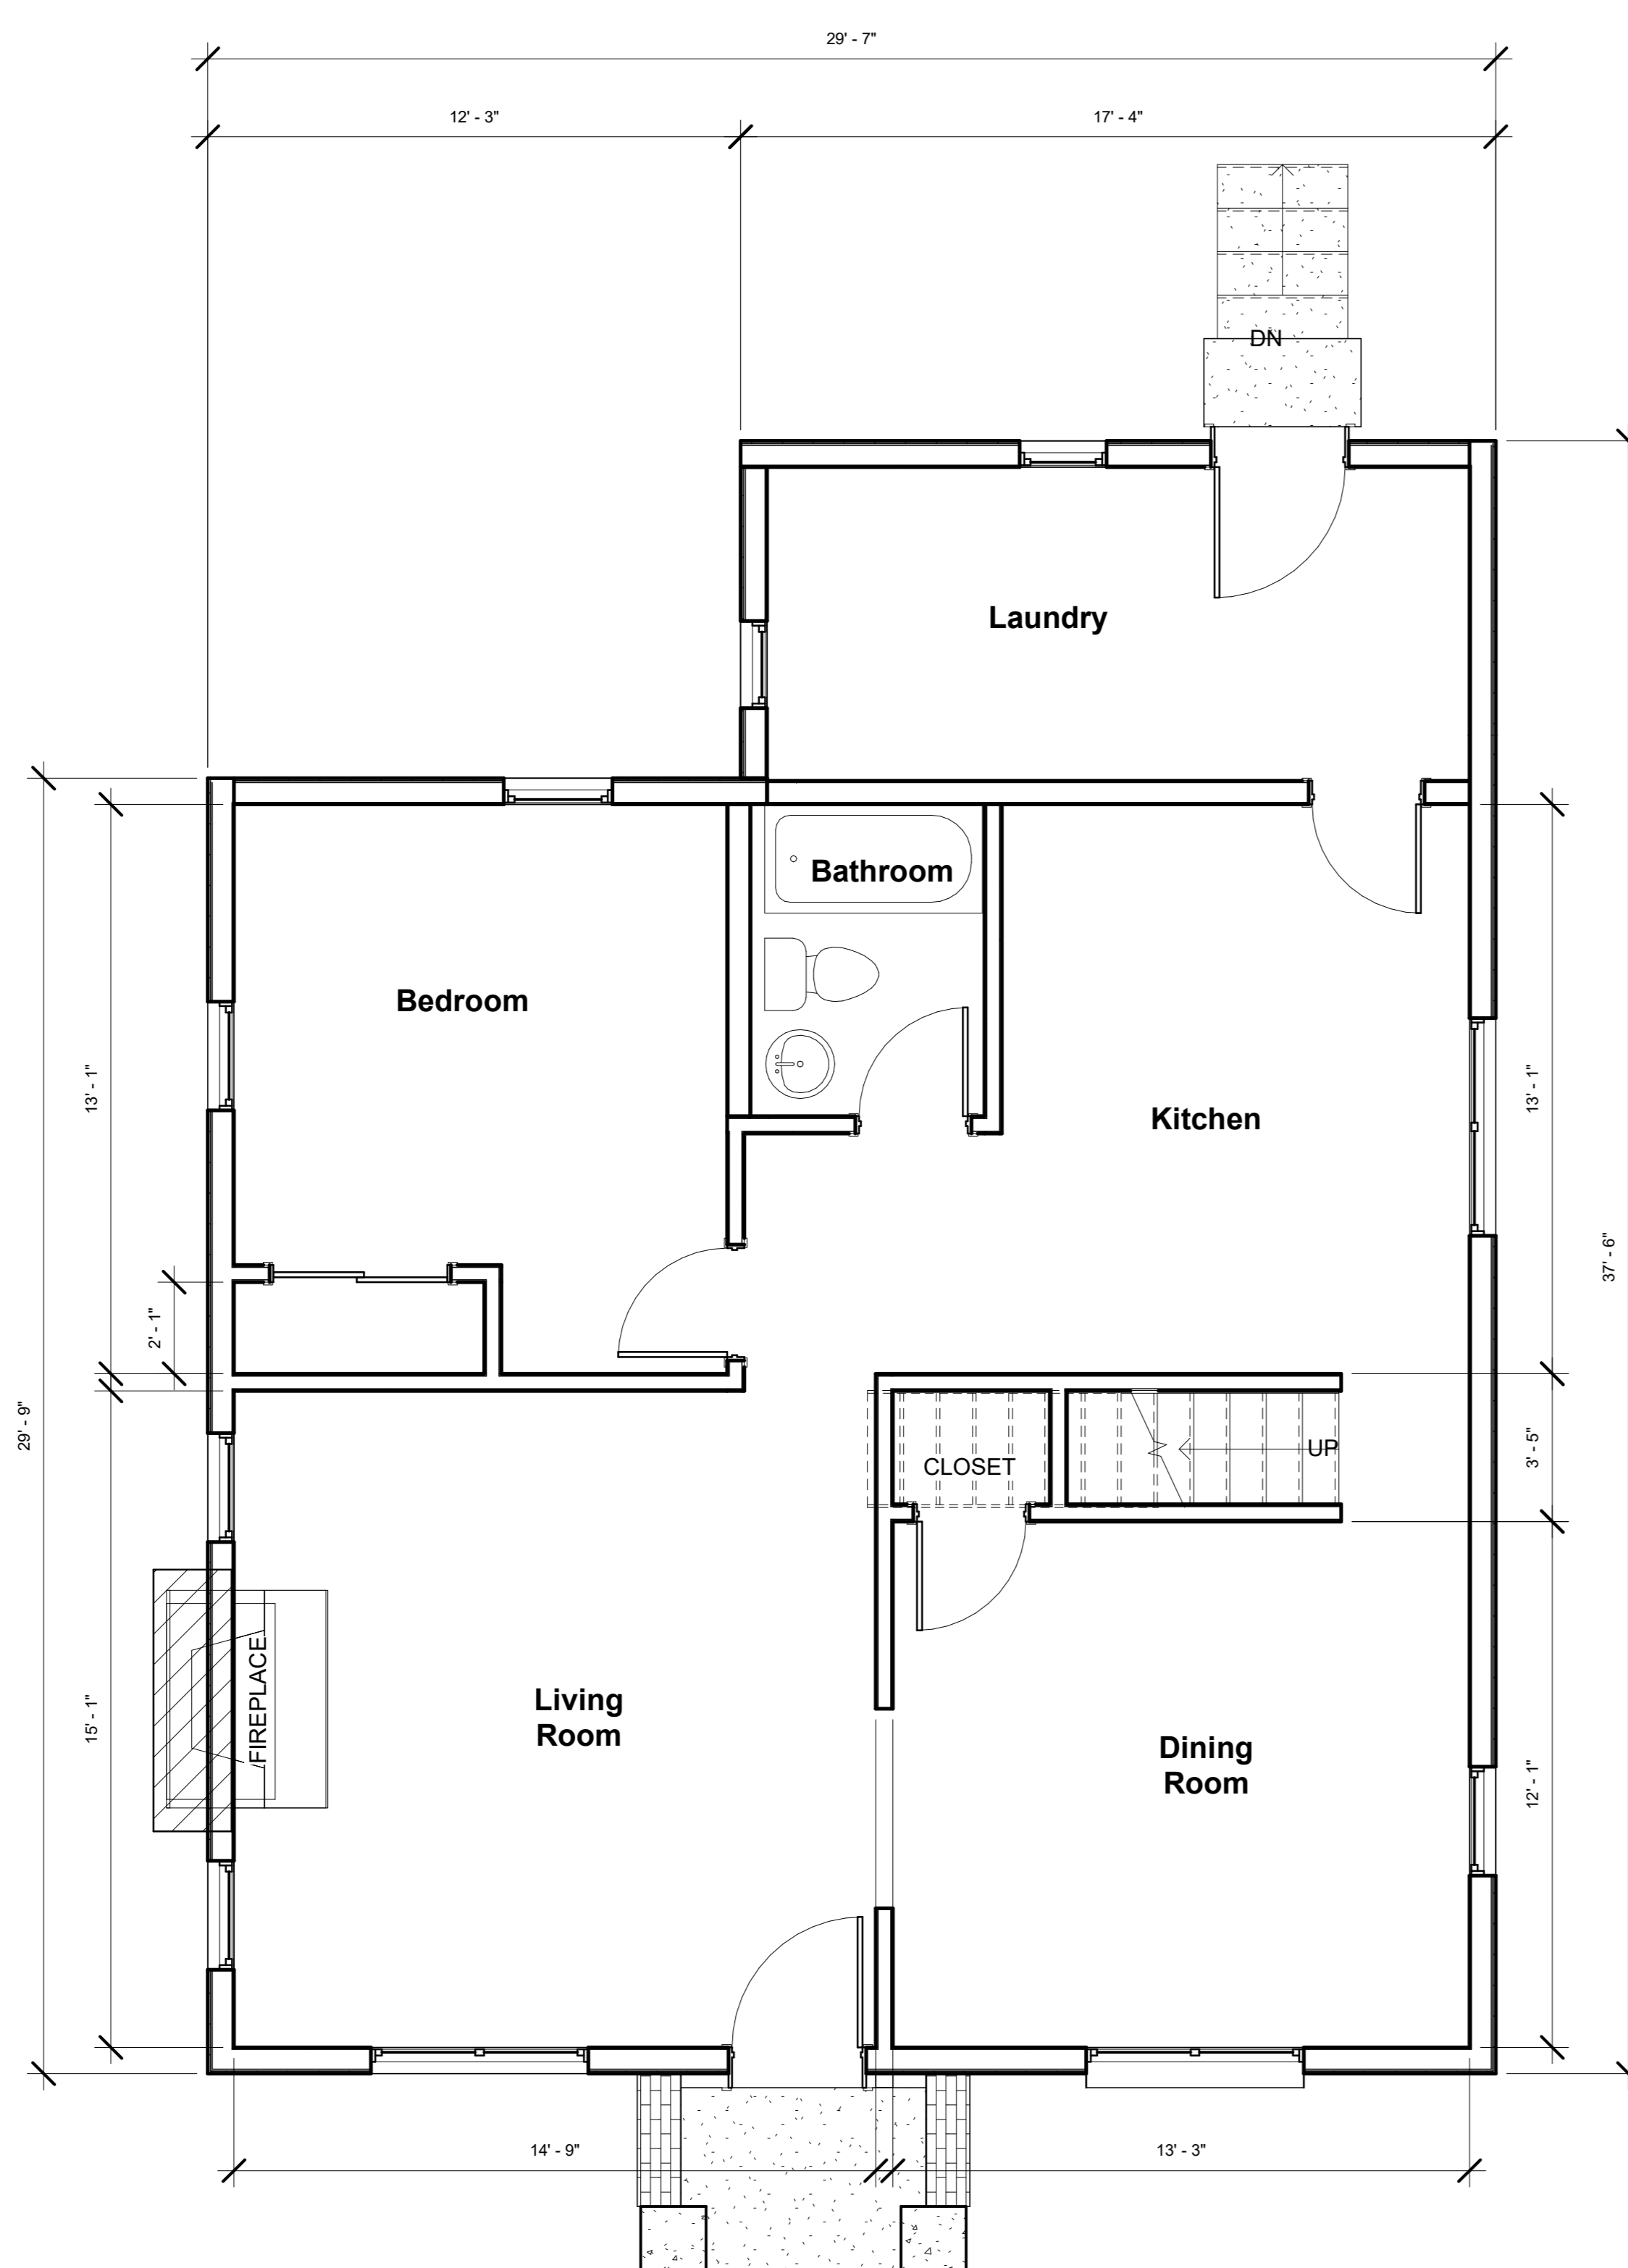 29' - 7"
12' - 3"
17' - 4"
DN
Laundry
Bathroom
Bedroom
Kitchen
13' - 1"
13' - 1"
37' - 6"
2' - 1"
29' - 9"
3' - 5"
UP
CLOSET
FIREPLACE
15' - 1"
Living
Room
Dining
Room
12' - 1"
14' - 9"
13' - 3"